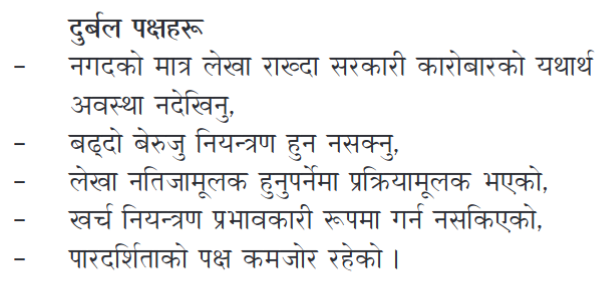 दुर्बल पक्षहरू
- नगदको मात्र लेखा राख्दा सरकारी कारोबारको यथार्थ
अवस्था नदेखिनु,
- बढ्दो बेरुजु नियन्त्रण हुन नसक्नु,
- लेखा नतिजामूलक हुनुपर्नेमा प्रक्रियामूलक भएको,
- खर्च नियन्त्रण प्रभावकारी रूपमा गर्न नसकिएको,
- पारदर्शिताको पक्ष कमजोर रहेको ।